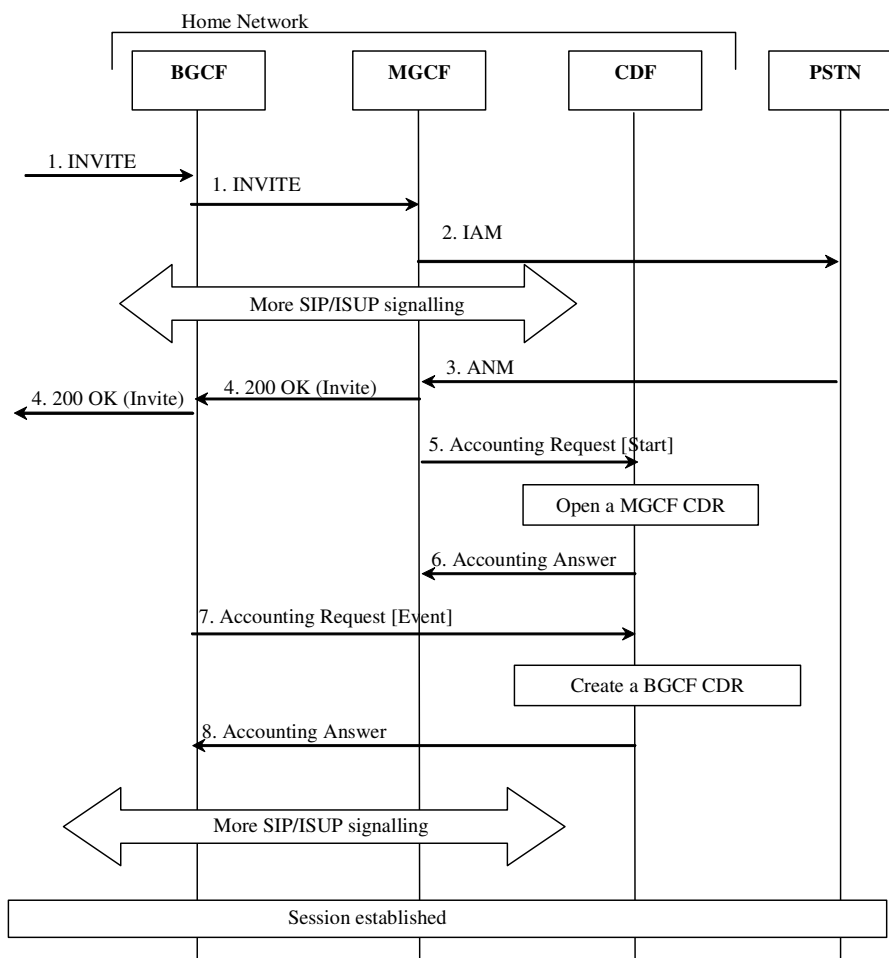 Home Network
BGCF
MGCF
CDF
PSTN
1. INVITE
1. INVITE
2. IAM
More SIP/ISUP signalling
3. ANM
4. 200 OK (Invite)
4. 200 OK (Invite)
5. Accounting Request [Start]
Open a MGCF CDR
6. Accounting Answer
7. Accounting Request [Event]
Create a BGCF CDR
8. Accounting Answer
More SIP/ISUP signalling
Session established